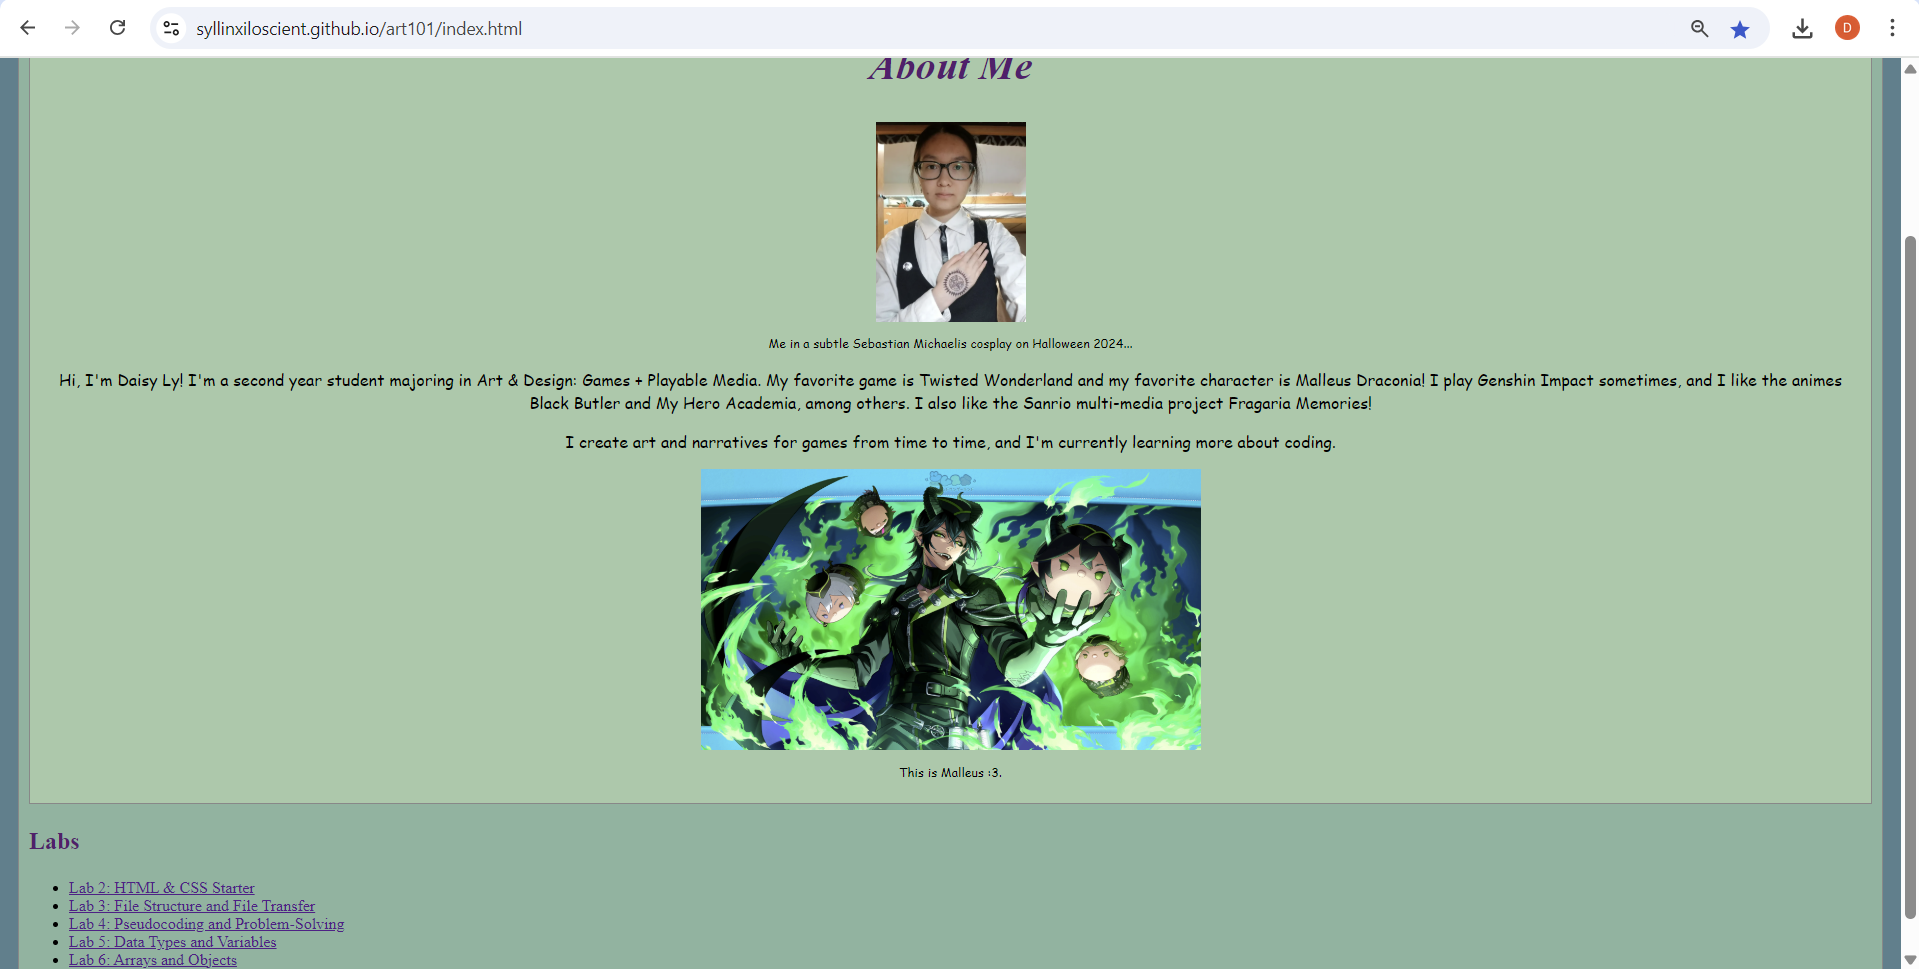 syllinxiloscient.github.io/art101/index.html
D
About Me
Me in a subtle Sebastian Michaelis cosplay on Halloween 2024...
Hi, I'm Daisy Ly! I'm a second year student majoring in Art & Design: Games + Playable Media. My favorite game is Twisted Wonderland and my favorite character is Malleus Draconia! I play Genshin Impact sometimes, and I like the animes
Black Butler and My Hero Academia, among others. I also like the Sanrio multi-media project Fragaria Memories!
I create art and narratives for games from time to time, and I'm currently learning more about coding.
This is Malleus :3.
Labs
Lab 2: HTML & CSS Starter
Lab 3: File Structure and File Transfer
Lab 4: Pseudocoding and Problem-Solving
Lab 5: Data Types and Variables
Lab 6: Arrays and Objects